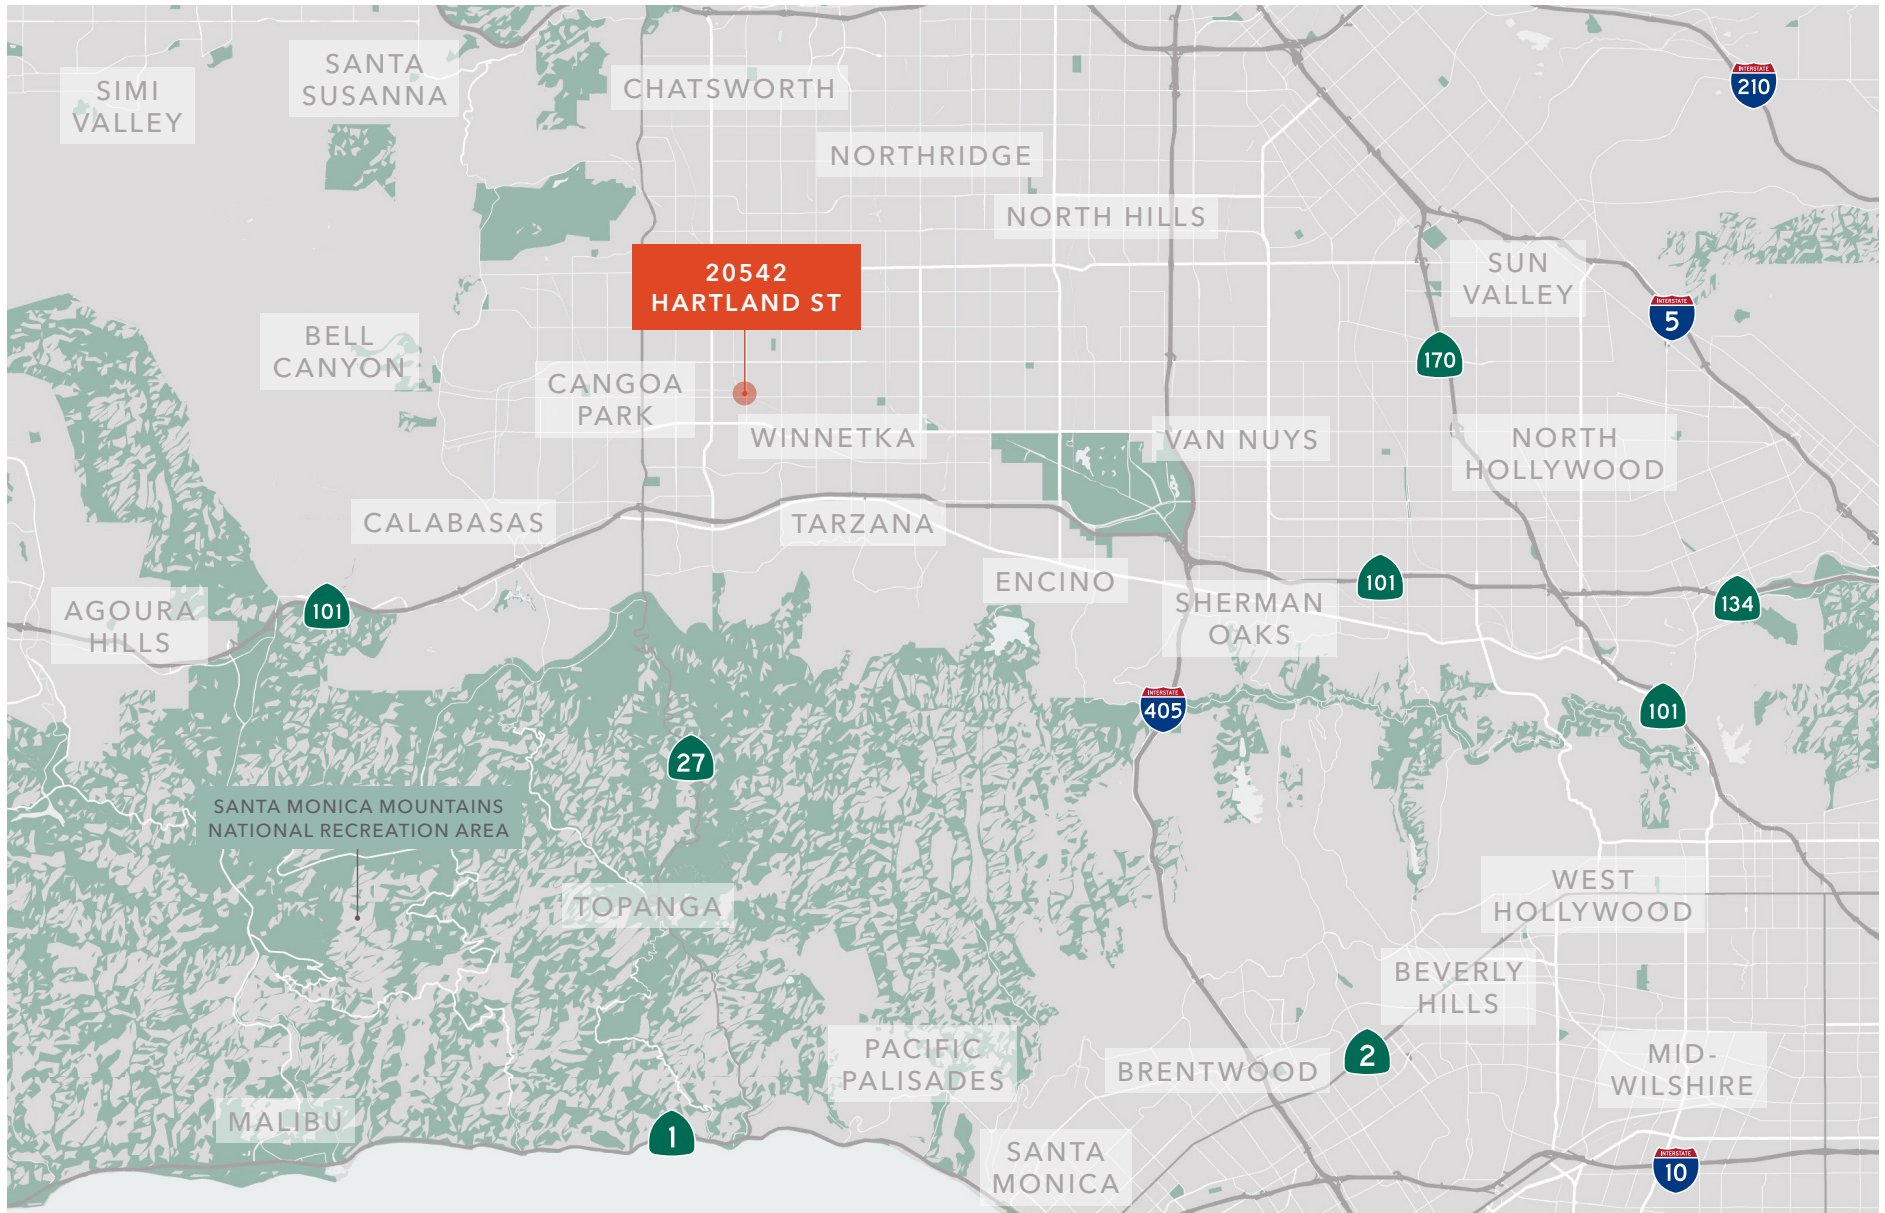 SIMI
VALLEY
SANTA
SUSANNA
CHATSWORTH
INTERSTATE
210
NORTHRIDGE
NORTH HILLS
20542
HARTLAND ST
SUN
VALLEY
INTERSTATE
5
170
BELL
CANYON
CANGOA
PARK
WINNETKA
VAN NUYS
NORTH
HOLLYWOOD
CALABASAS
TARZANA
ENCINO
101
134
AGOURA
HILLS
101
SHERMAN
OAKS
INTERSTATE
405
101
27
SANTA MONICA MOUNTAINS
NATIONAL RECREATION AREA
TOPANGA
WEST
HOLLYWOOD
BEVERLY
HILLS
PACIFIC
PALISADES
BRENTWOOD
2
MID-
WILSHIRE
MALIBU
1
SANTA
MONICA
INTERSTATE
10